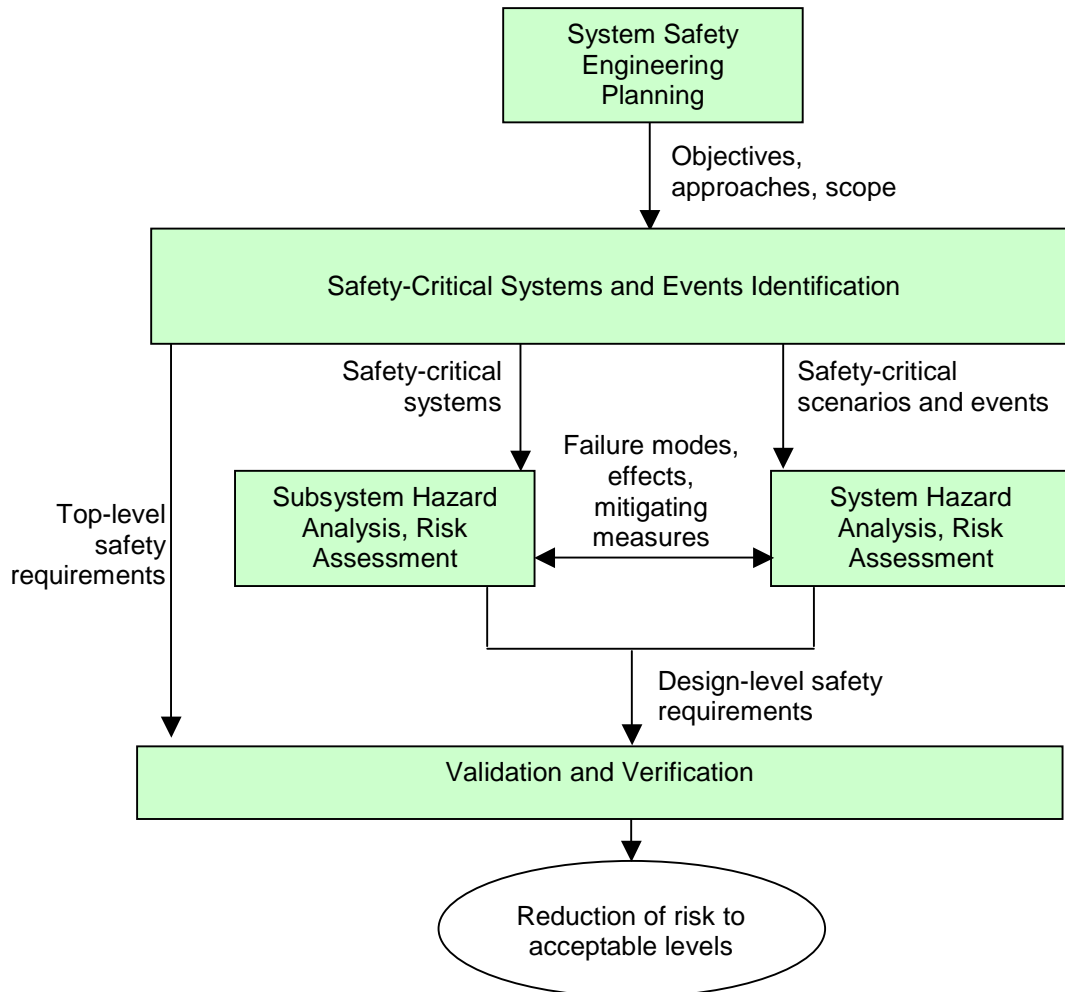 System Safety
Engineering
Planning
Objectives,
approaches, scope
Safety-Critical Systems and Events Identification
Safety-critical
systems
Safety-critical
scenarios and events
Failure modes,
effects,
mitigating
measures
Subsystem Hazard
Analysis, Risk
Assessment
System Hazard
Analysis, Risk
Assessment
Top-level
safety
requirements
Design-level safety
requirements
Validation and Verification
Reduction of risk to
acceptable levels